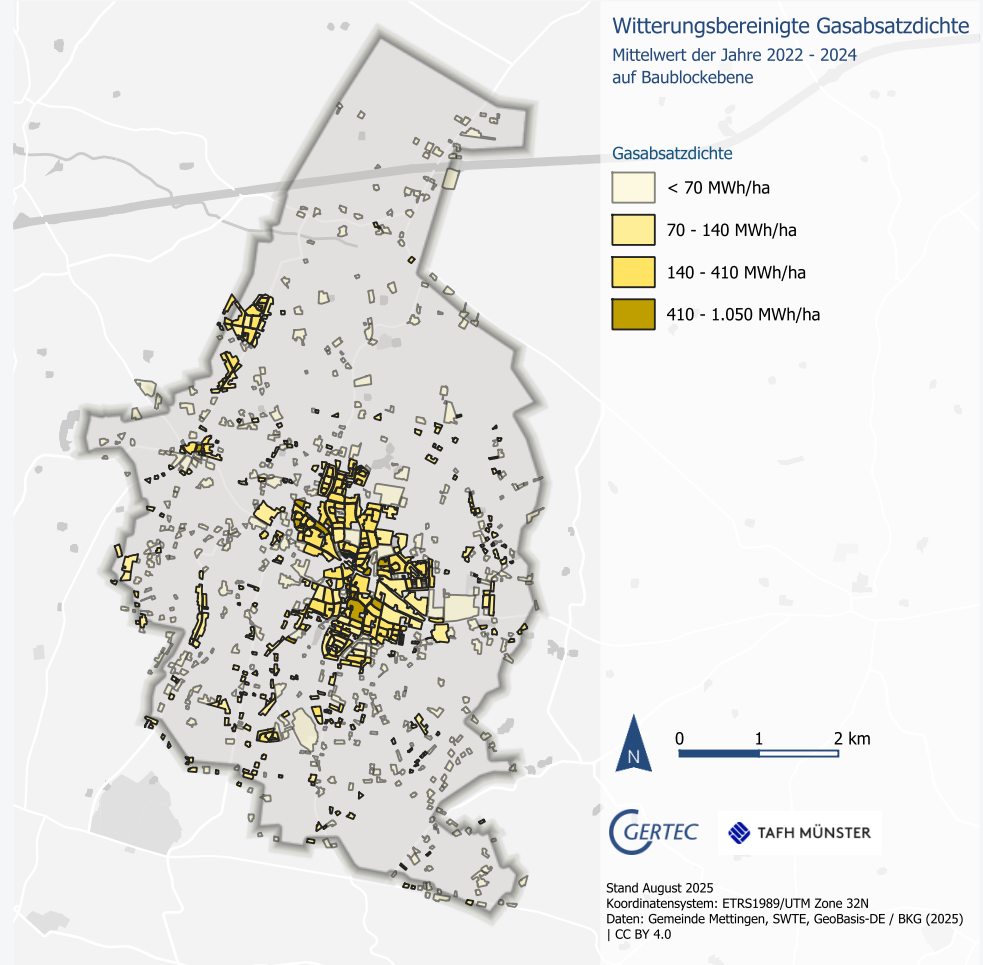 Witterungsbereinigte Gasabsatzdichte
Mittelwert der Jahre 2022 - 2024
auf Baublockebene
Gasabsatzdichte
< 70 MWh/ha
70 - 140 MWh/ha
140 - 410 MWh/ha
410 - 1.050 MWh/ha
N
0 1 2 km
GERTEC
TAFH MÜNSTER
Stand August 2025
Koordinatensystem: ETRS1989/UTM Zone 32N
Daten: Gemeinde Mettingen, SWTE, GeoBasis-DE / BKG (2025)
| CC BY 4.0